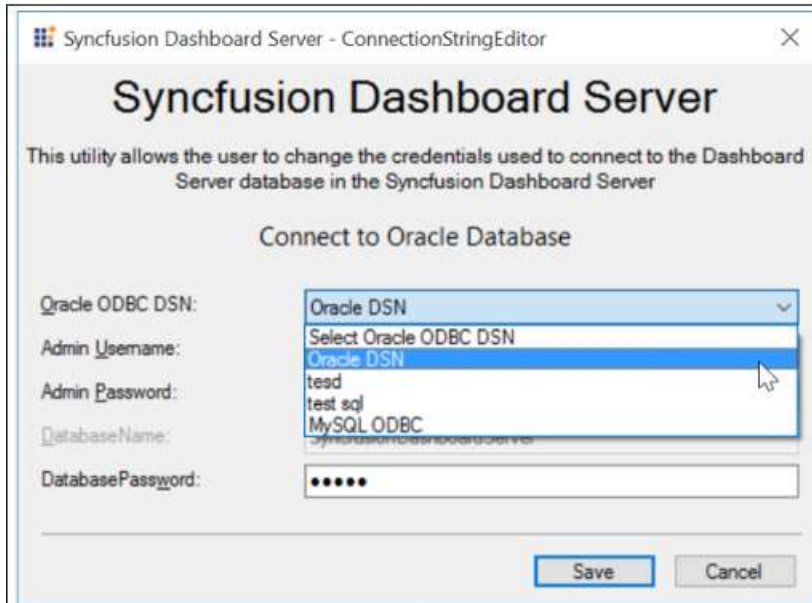 Syncfusion Dashboard Server - ConnectionStringEditor
Syncfusion Dashboard Server
This utility allows the user to change the credentials used to connect to the Dashboard
Server database in the Syncfusion Dashboard Server
Connect to Oracle Database
Oracle ODBC DSN:
Oracle DSN
Select Oracle ODBC DSN
Oracle DSN
tesd
test sql
MySQL ODBC
Admin Username:
Admin Password:
DatabaseName:
SyncfusionDashboardServer
DatabasePassword:
•••••
Save
Cancel